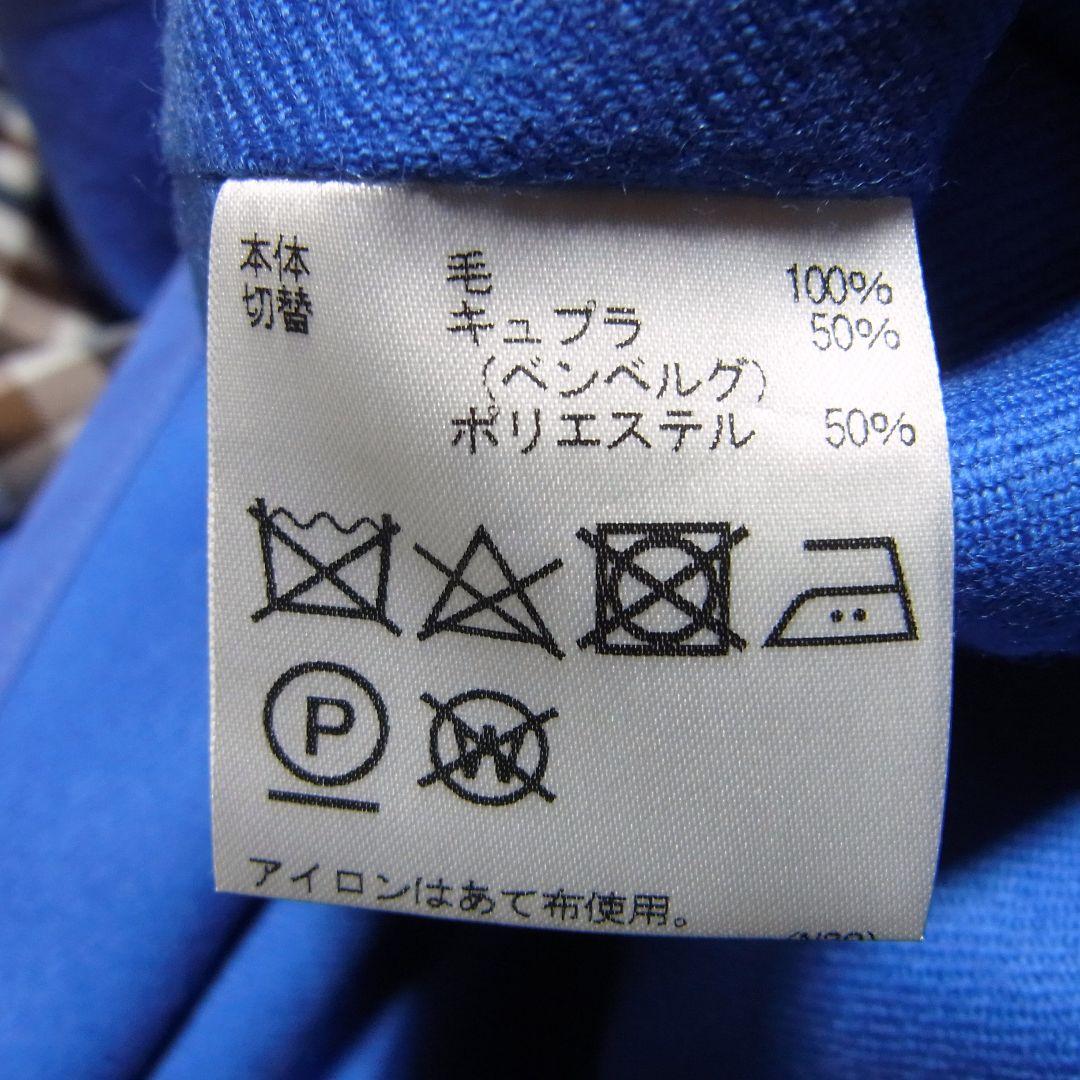 本体 毛 100%
切替 キュプラ 50%
(ベンベルグ)
ポリエステル 50%
P
W
アイロンはあて布使用。